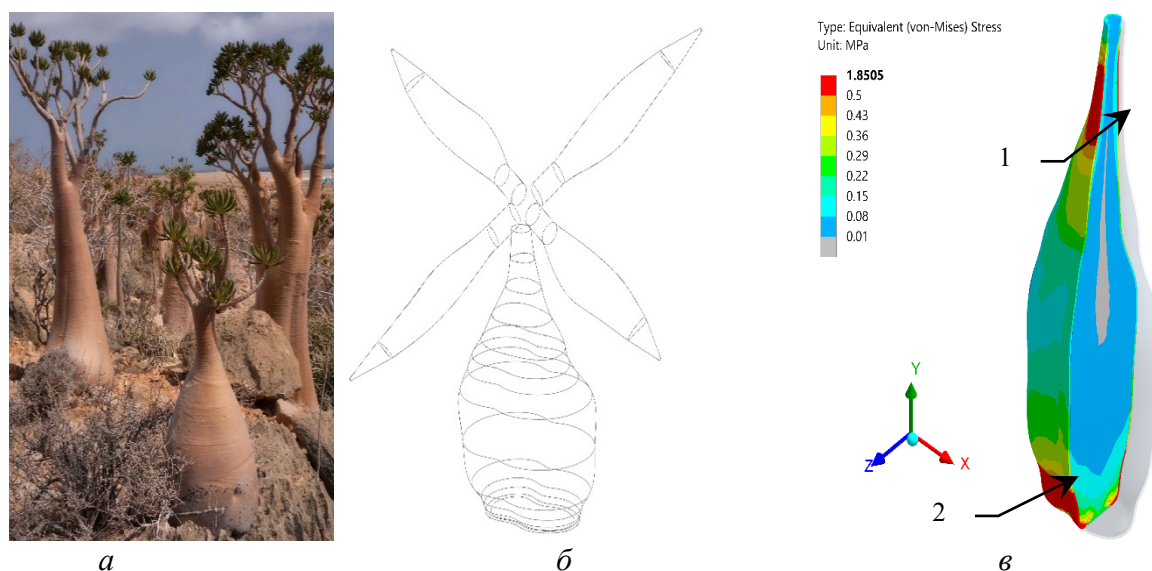 Type: Equivalent (von-Mises) Stress
Unit: MPa
1.8505
0.5
0.43
0.36
0.29
0.22
0.15
0.08
0.01
1
Y
Z
X
2
а
б
в